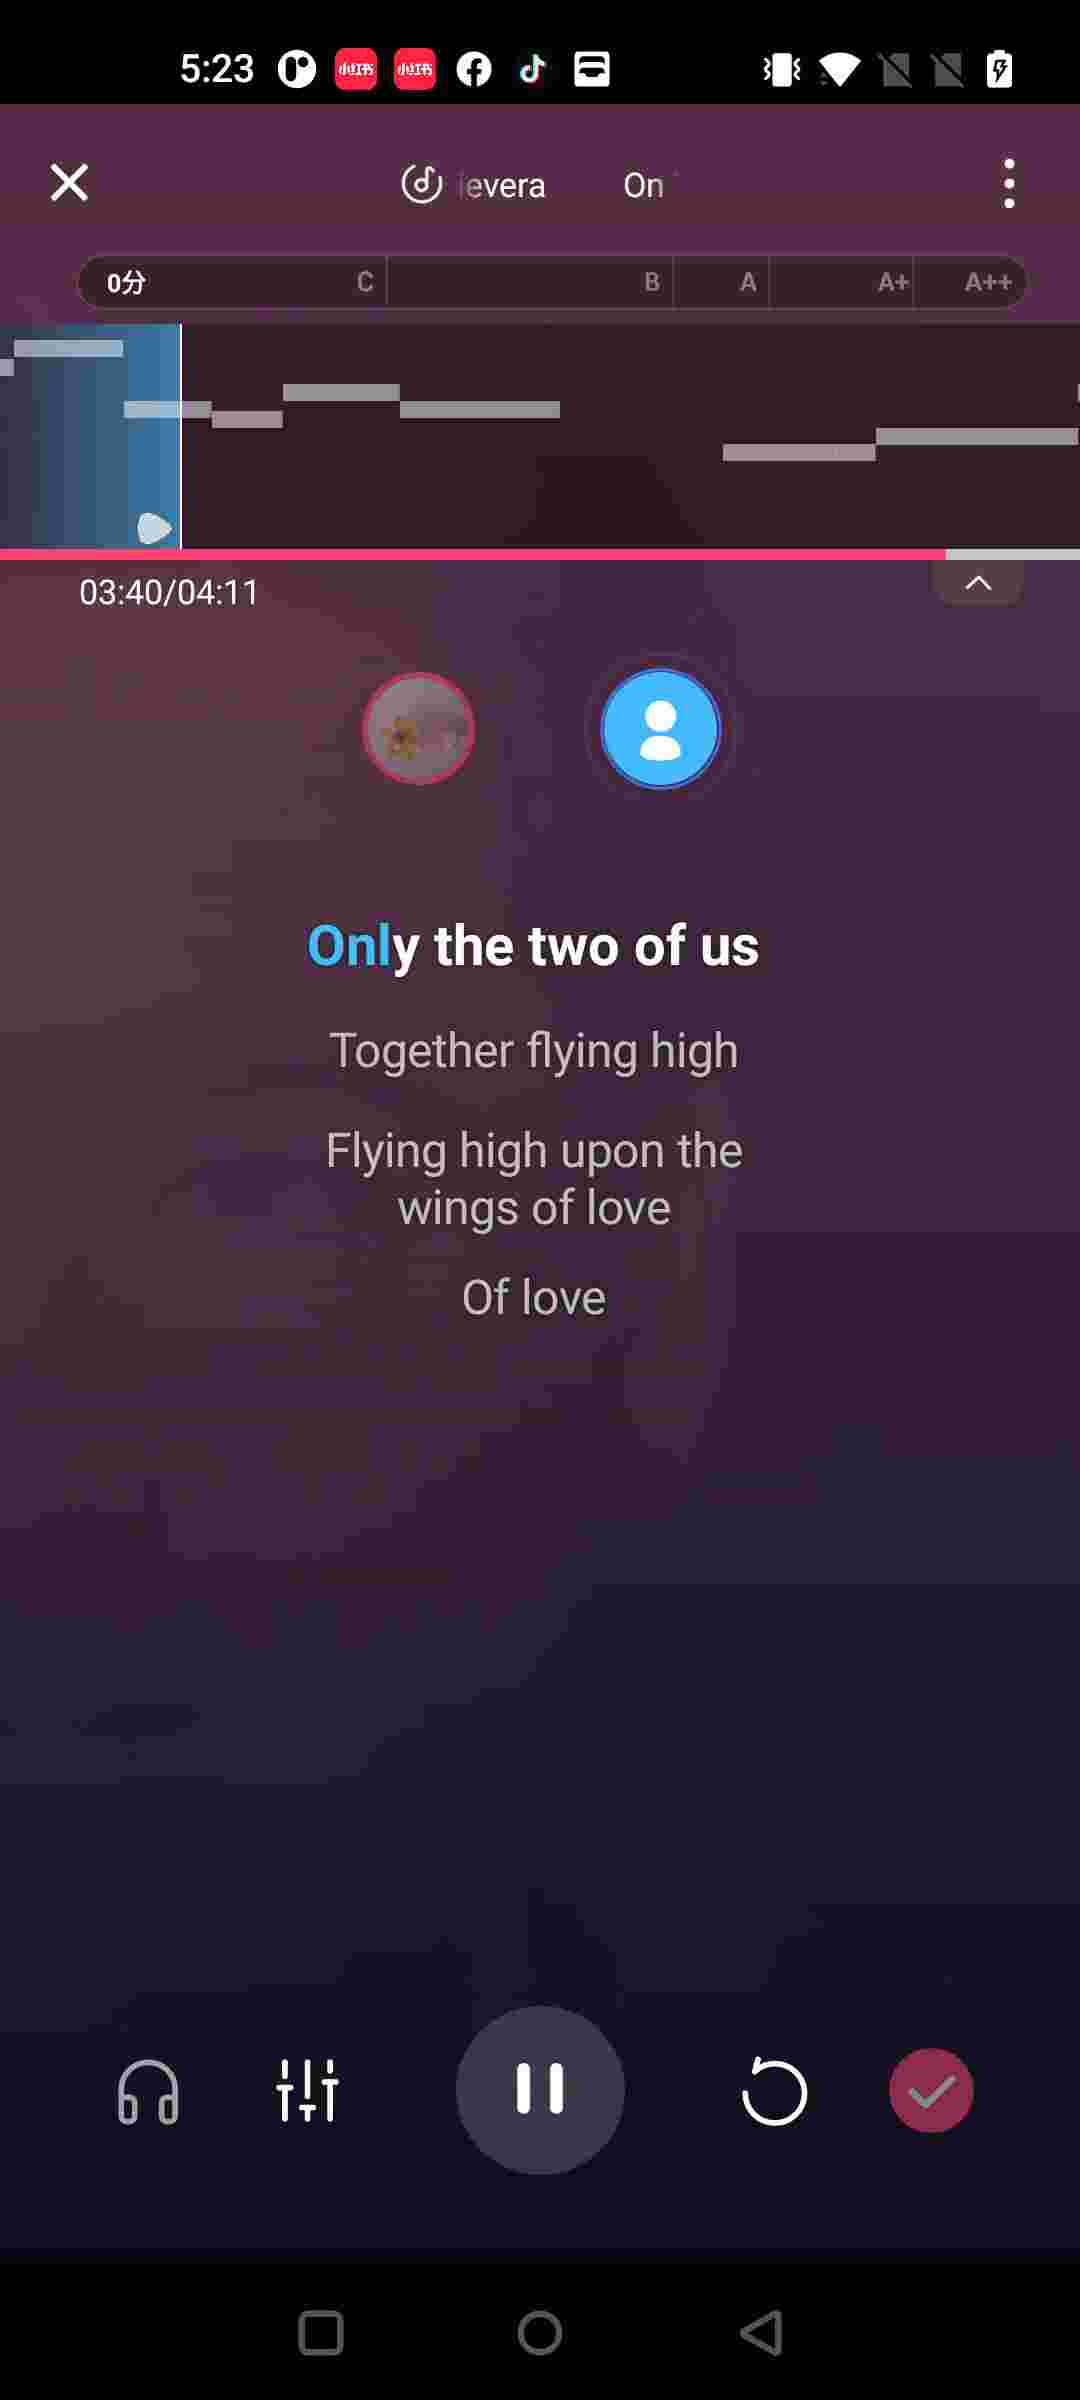 5:23
小红书 小红书
evera On
0分 C B A A+ A++
03:40/04:11
Only the two of us
Together flying high
Flying high upon the
wings of love
Of love